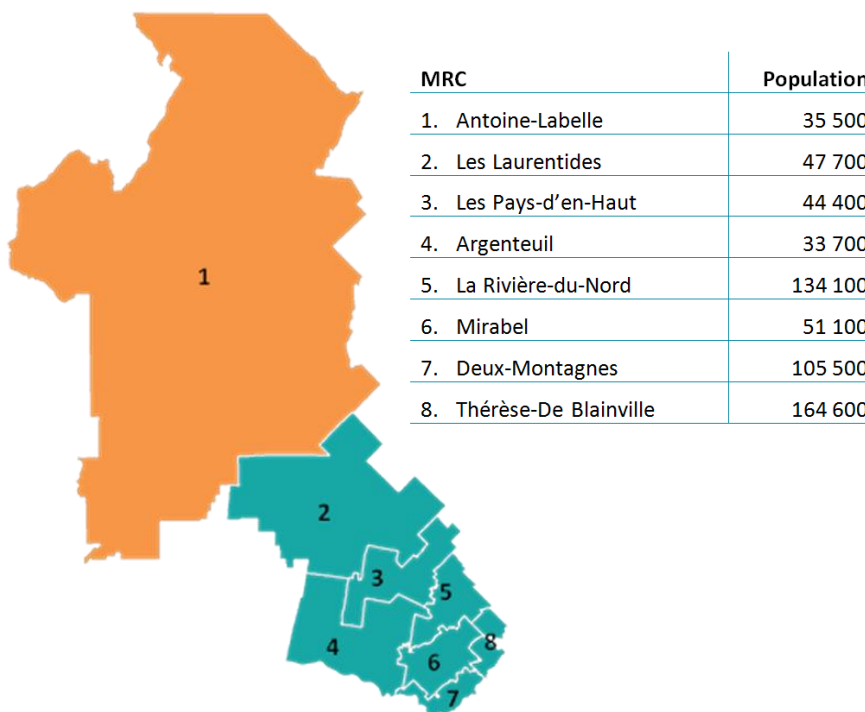 MRC Population
1. Antoine-Labelle 35 500
2. Les Laurentides 47 700
3. Les Pays-d'en-Haut 44 400
4. Argenteuil 33 700
5. La Rivière-du-Nord 134 100
6. Mirabel 51 100
7. Deux-Montagnes 105 500
8. Thérèse-De Blainville 164 600
1
2
3
5
4
8
6
7